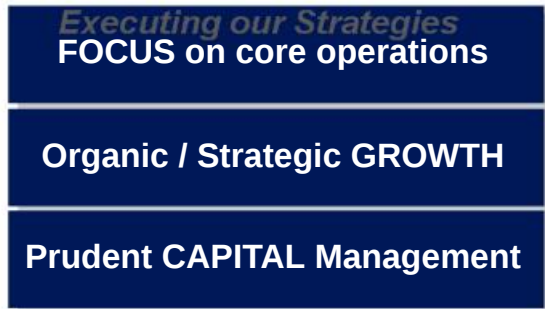 Executing our Strategies
FOCUS on core operations
Organic / Strategic GROWTH
Prudent CAPITAL Management